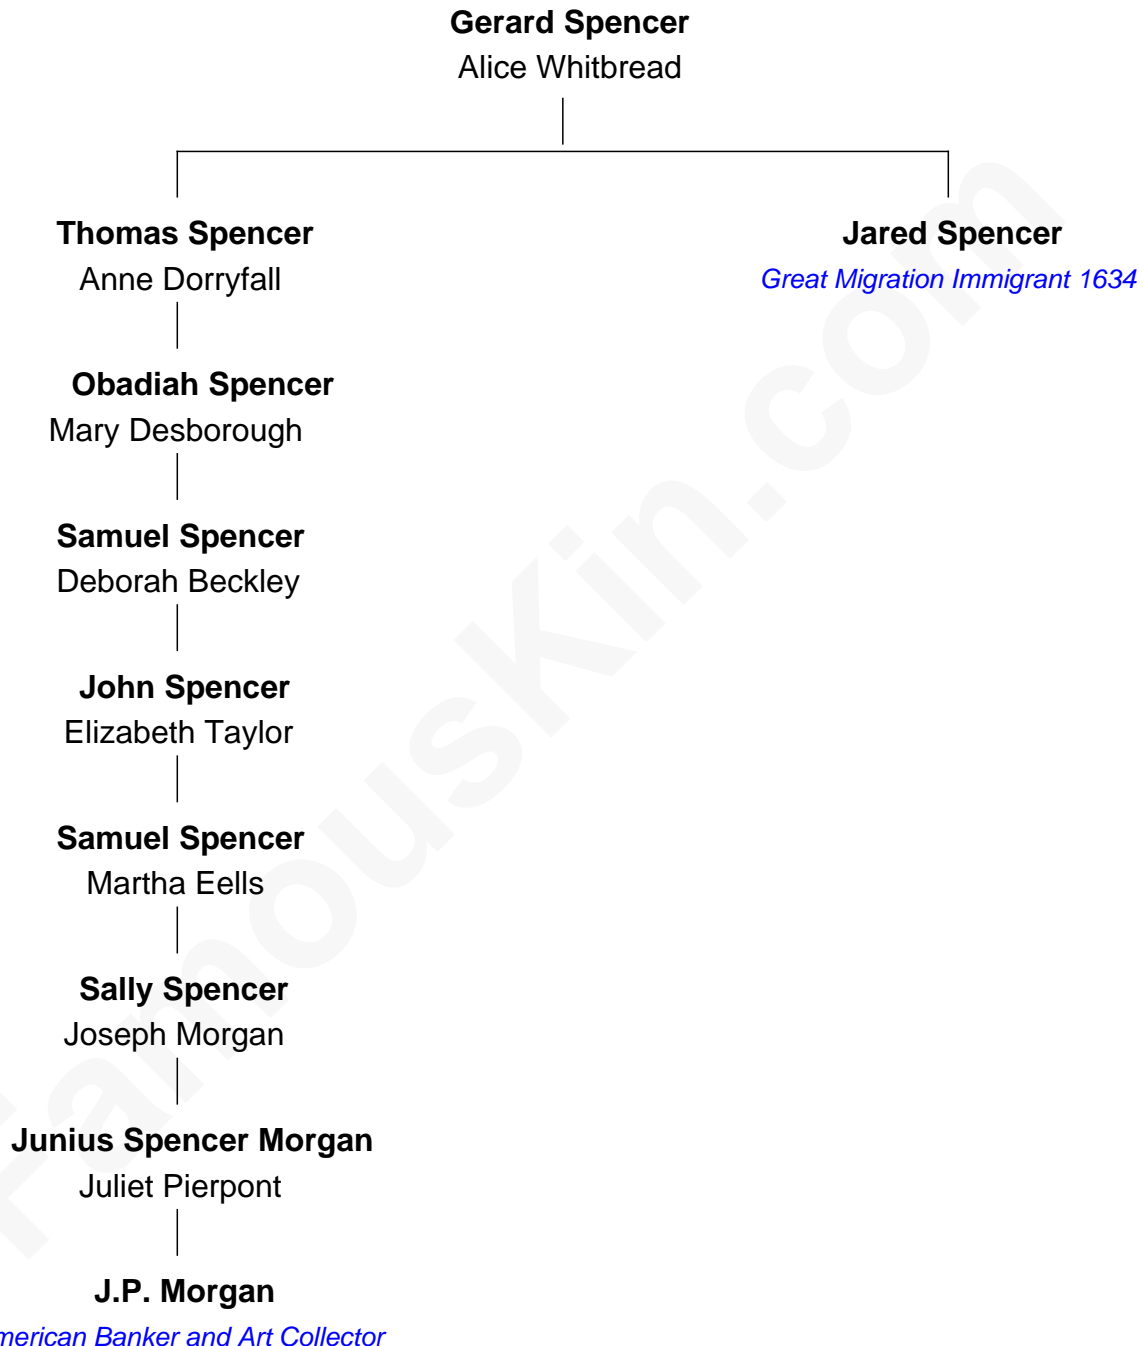 Gerard Spencer
Alice Whitbread
Thomas Spencer
Anne Dorryfall
Jared Spencer
Great Migration Immigrant 1634
Obadiah Spencer
Mary Desborough
Samuel Spencer
Deborah Beckley
John Spencer
Elizabeth Taylor
Samuel Spencer
Martha Eells
Sally Spencer
Joseph Morgan
Junius Spencer Morgan
Juliet Pierpont
J.P. Morgan
merican Banker and Art Collector
FamousKin.com